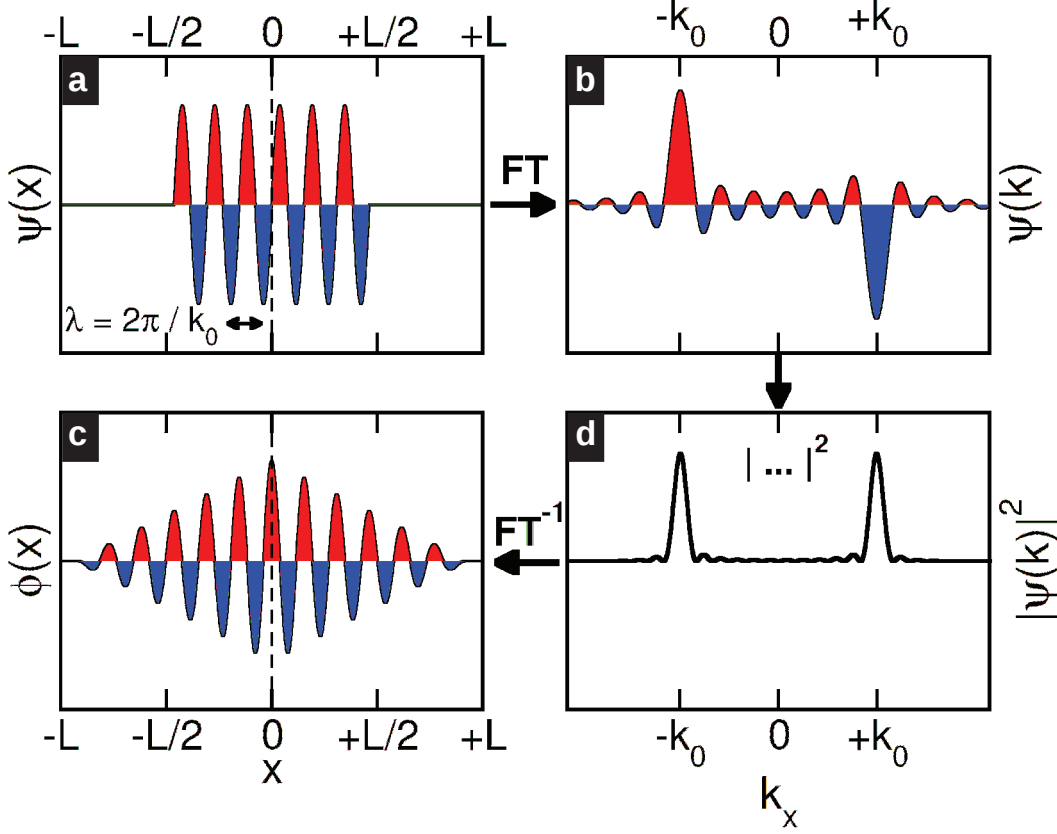 -L -L/2 0 +L/2 +L
-k₀ 0 +k₀
a
b
ψ(x)
FT
ψ(k)
λ = 2π / k₀
c
d
| ... |²
ϕ(x)
FT⁻¹
|ψ(k)|²
-L -L/2 0 +L/2 +L
-k₀ 0 +k₀
x
kₓ